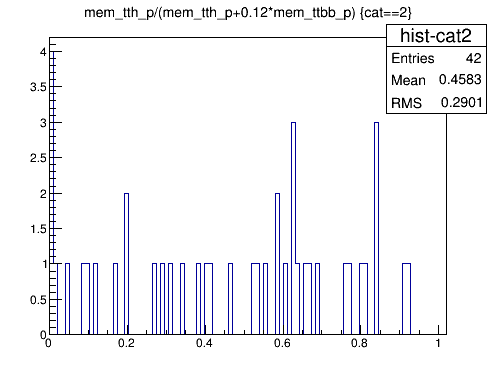 mem_tth_p/(mem_tth_p+0.12*mem_ttbb_p) {cat==2}
hist-cat2
Entries 42
Mean 0.4583
RMS 0.2901
4
3.5
3
2.5
2
1.5
1
0.5
0
0 0.2 0.4 0.6 0.8 1